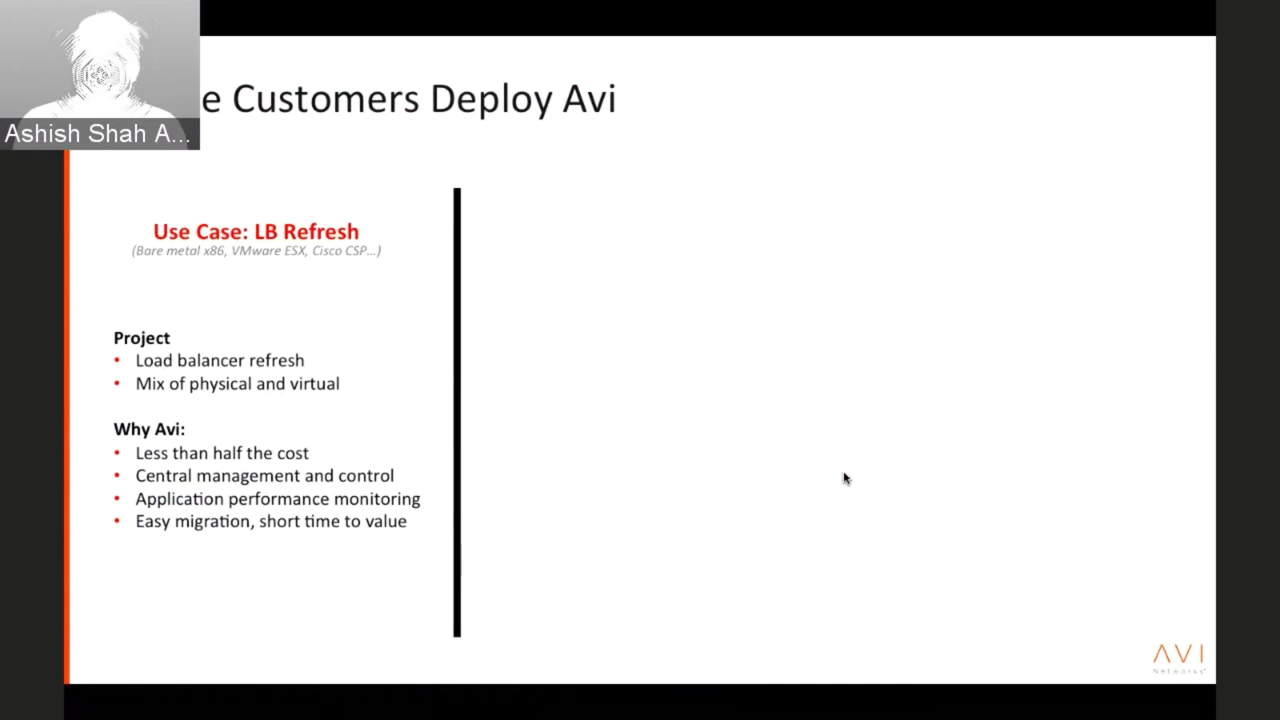 e Customers Deploy Avi
Ashish Shah A...
Use Case: LB Refresh
(Bare metal x86, VMware ESX, Cisco CSP...)
Project
• Load balancer refresh
• Mix of physical and virtual
Why Avi:
• Less than half the cost
• Central management and control
• Application performance monitoring
• Easy migration, short time to value
AVI
Networks